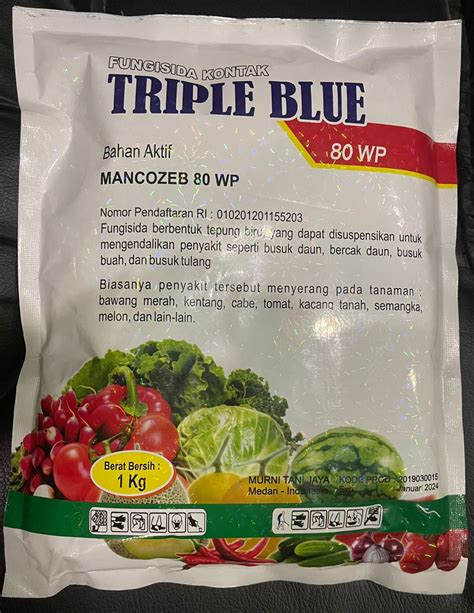 FUNGISIDA KONTAK
TRIPLE BLUE
80 WP
Bahan Aktif
MANCOZEB 80 WP
Nomor Pendaftaran RI : 010201201155203
Fungisida berbentuk tepung biru, yang dapat disuspensikan untuk
mengendalikan penyakit seperti busuk daun, bercak daun, busuk
buah, dan busuk tulang
Biasanya penyakit tersebut menyerang pada tanaman :
bawang merah, kentang, cabe, tomat, kacang tanah, semangka,
melon, dan lain-lain.
Berat Bersih :
1 Kg
MURNI TANI JAYA KODE 2019030015
Medan - Indonesia Januari 2024